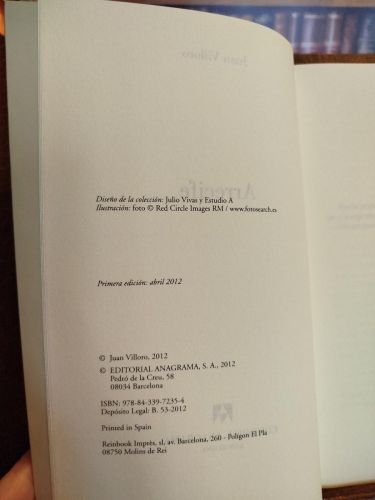 Juan Villoro
Arrecife
Diseño de la colección: Julio Vivas y Estudio A
Ilustración: foto © Red Circle Images RM / www.fotosearch.es
Primera edición: abril 2012
© Juan Villoro, 2012
© EDITORIAL ANAGRAMA, S. A., 2012
Pedró de la Creu, 58
08034 Barcelona
ISBN: 978-84-339-7235-4
Depósito Legal: B. 53-2012
Printed in Spain
Reinbook Imprès, sl, av. Barcelona, 260 - Polígon El Pla
08750 Molins de Rei